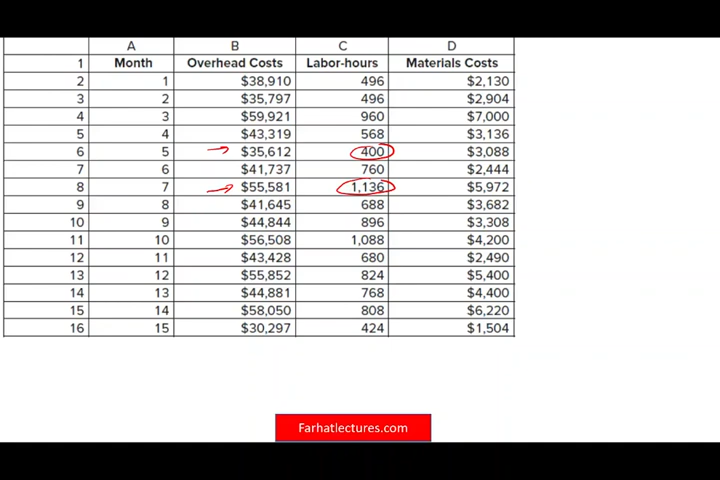 A B C D
1 Month Overhead Costs Labor-hours Materials Costs
2 1 $38,910 496 $2,130
3 2 $35,797 496 $2,904
4 3 $59,921 960 $7,000
5 4 $43,319 568 $3,136
6 5 $35,612 400 $3,088
7 6 $41,737 760 $2,444
8 7 $55,581 1,136 $5,972
9 8 $41,645 688 $3,682
10 9 $44,844 896 $3,308
11 10 $56,508 1,088 $4,200
12 11 $43,428 680 $2,490
13 12 $55,852 824 $5,400
14 13 $44,881 768 $4,400
15 14 $58,050 808 $6,220
16 15 $30,297 424 $1,504
Farhatlectures.com